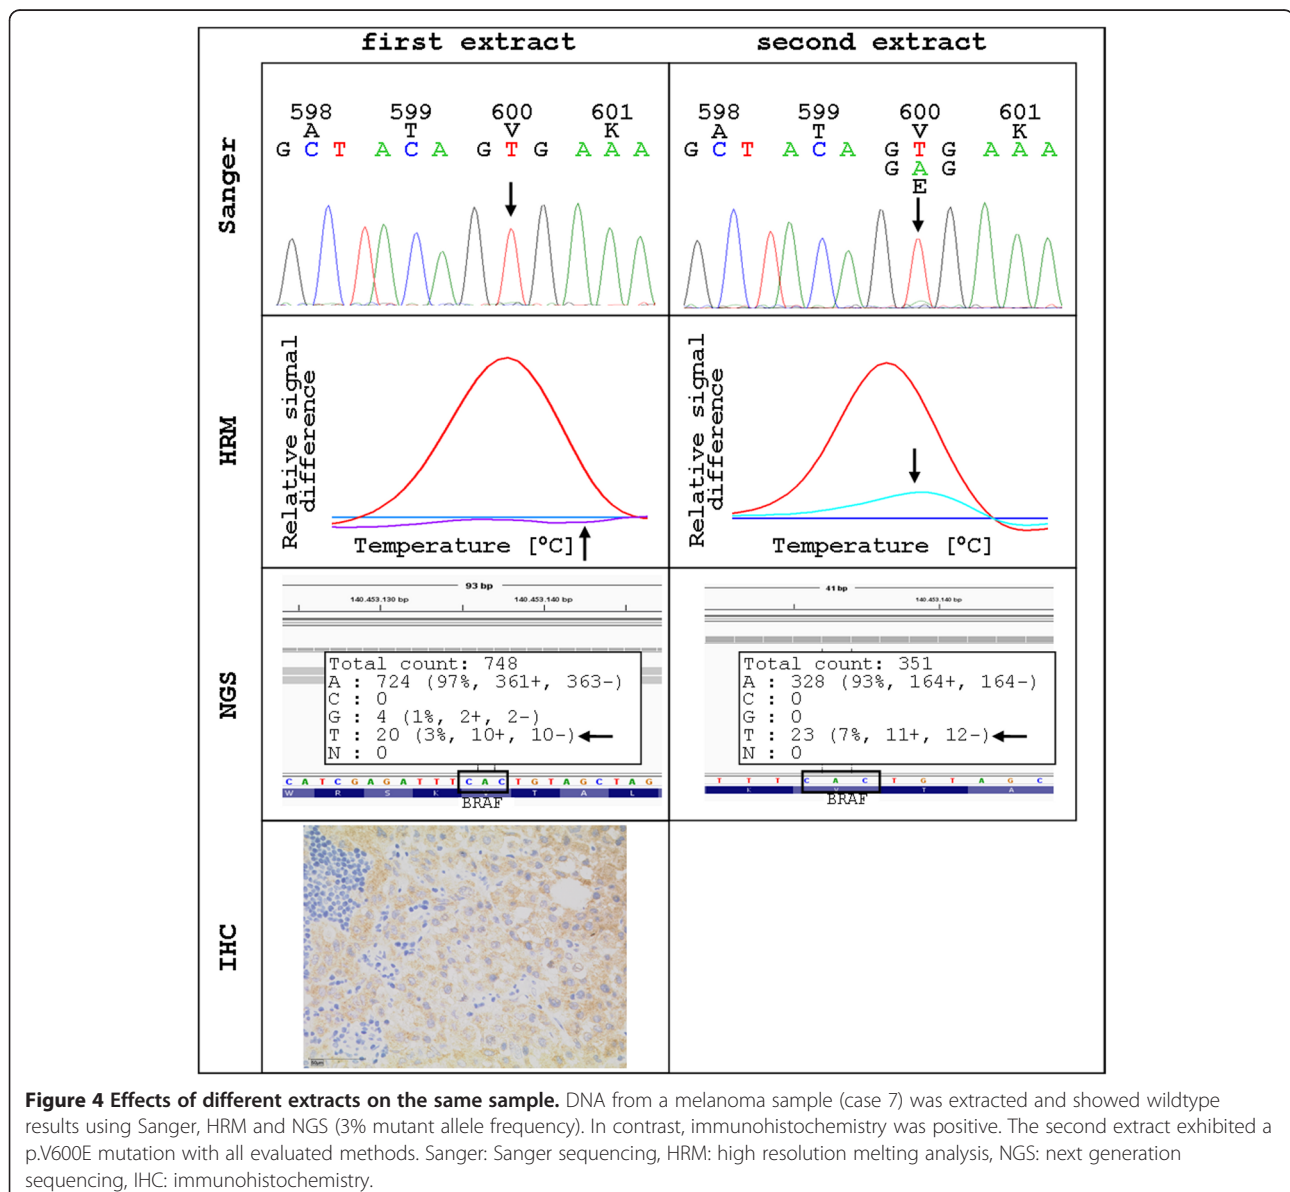 first extract
second extract
Sanger
598 599 600 601
A T V K
G C T A C A G T G A A A
598 599 600 601
A T V K
G C T A C A G T G A A A
G A G
E
HRM
Relative signal
difference
Temperature [°C]
Relative signal
difference
Temperature [°C]
NGS
93 bp
140.453.130 bp 140.453.140 bp
Total count: 748
A : 724 (97%, 361+, 363-)
C : 0
G : 4 (1%, 2+, 2-)
T : 20 (3%, 10+, 10-)
N : 0
C A T C G A G A T T T C A C T G T A G C T A G
W R S K T A L
BRAF
41 bp
140.453.140 bp
Total count: 351
A : 328 (93%, 164+, 164-)
C : 0
G : 0
T : 23 (7%, 11+, 12-)
N : 0
T T T C A C T G T A G C
K V T A
BRAF
IHC
Figure 4 Effects of different extracts on the same sample. DNA from a melanoma sample (case 7) was extracted and showed wildtype
results using Sanger, HRM and NGS (3% mutant allele frequency). In contrast, immunohistochemistry was positive. The second extract exhibited a
p.V600E mutation with all evaluated methods. Sanger: Sanger sequencing, HRM: high resolution melting analysis, NGS: next generation
sequencing, IHC: immunohistochemistry.